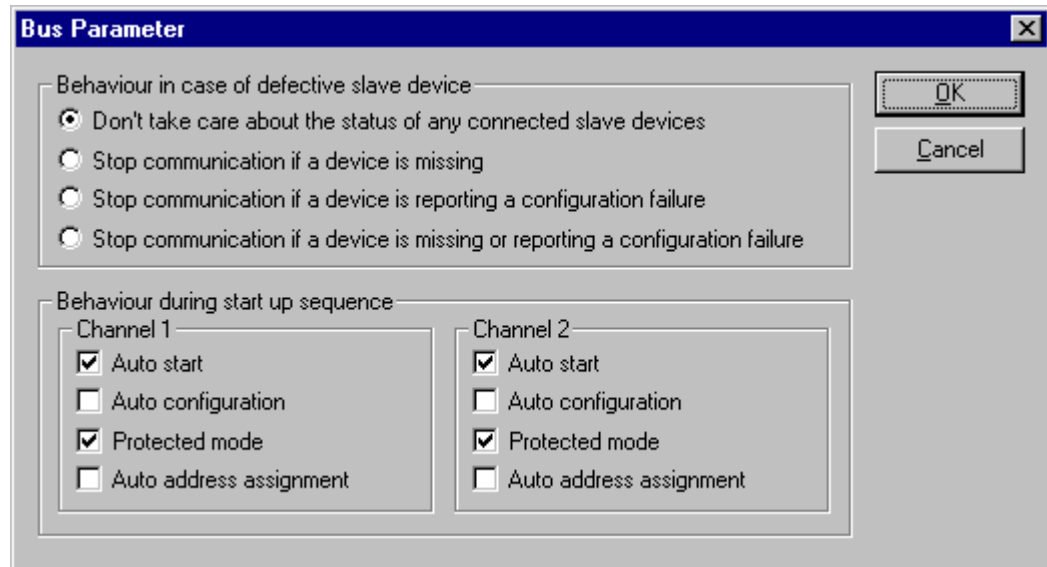 Bus Parameter
Behaviour in case of defective slave device
Don't take care about the status of any connected slave devices
Stop communication if a device is missing
Stop communication if a device is reporting a configuration failure
Stop communication if a device is missing or reporting a configuration failure
OK
Cancel
Behaviour during start up sequence
Channel 1
Auto start
Auto configuration
Protected mode
Auto address assignment
Channel 2
Auto start
Auto configuration
Protected mode
Auto address assignment